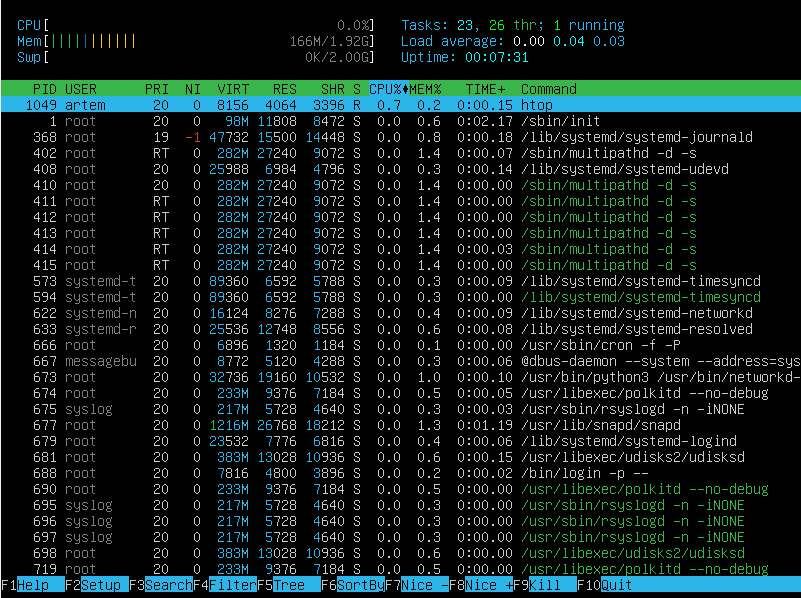 CPU[ 0.0%] Tasks: 23, 26 thr; 1 running
Mem[||||||||||| 166M/1.92G] Load average: 0.00 0.04 0.03
Swp[ 0K/2.00G] Uptime: 00:07:31
PID USER PRI NI VIRT RES SHR S CPU%♦MEM% TIME+ Command
1049 artem 20 0 8156 4064 3396 R 0.7 0.2 0:00.15 htop
1 root 20 0 98M 11808 8472 S 0.0 0.6 0:02.17 /sbin/init
368 root 19 -1 47732 15500 14448 S 0.0 0.8 0:00.18 /lib/systemd/systemd-journald
402 root RT 0 282M 27240 9072 S 0.0 1.4 0:00.07 /sbin/multipathd -d -s
408 root 20 0 25988 6984 4796 S 0.0 0.3 0:00.14 /lib/systemd/systemd-udevd
410 root 20 0 282M 27240 9072 S 0.0 1.4 0:00.00 /sbin/multipathd -d -s
411 root RT 0 282M 27240 9072 S 0.0 1.4 0:00.00 /sbin/multipathd -d -s
412 root RT 0 282M 27240 9072 S 0.0 1.4 0:00.00 /sbin/multipathd -d -s
413 root RT 0 282M 27240 9072 S 0.0 1.4 0:00.00 /sbin/multipathd -d -s
414 root RT 0 282M 27240 9072 S 0.0 1.4 0:00.03 /sbin/multipathd -d -s
415 root RT 0 282M 27240 9072 S 0.0 1.4 0:00.00 /sbin/multipathd -d -s
573 systemd-t 20 0 89360 6592 5788 S 0.0 0.3 0:00.09 /lib/systemd/systemd-timesyncd
594 systemd-t 20 0 89360 6592 5788 S 0.0 0.3 0:00.00 /lib/systemd/systemd-timesyncd
622 systemd-n 20 0 16124 8276 7288 S 0.0 0.4 0:00.09 /lib/systemd/systemd-networkd
633 systemd-r 20 0 25536 12748 8556 S 0.0 0.6 0:00.08 /lib/systemd/systemd-resolved
666 root 20 0 6896 1320 1184 S 0.0 0.1 0:00.00 /usr/sbin/cron -f -P
667 messagebu 20 0 8772 5120 4288 S 0.0 0.3 0:00.06 @dbus-daemon --system --address=sys
673 root 20 0 32736 19160 10532 S 0.0 1.0 0:00.10 /usr/bin/python3 /usr/bin/networkd-
674 root 20 0 233M 9376 7184 S 0.0 0.5 0:00.05 /usr/libexec/polkitd --no-debug
675 syslog 20 0 217M 5728 4640 S 0.0 0.3 0:00.03 /usr/sbin/rsyslogd -n -iNONE
677 root 20 0 1216M 26768 18212 S 0.0 1.3 0:01.19 /usr/lib/snapd/snapd
679 root 20 0 23532 7776 6816 S 0.0 0.4 0:00.06 /lib/systemd/systemd-logind
681 root 20 0 383M 13028 10936 S 0.0 0.6 0:00.15 /usr/libexec/udisks2/udisksd
688 root 20 0 7816 4800 3896 S 0.0 0.2 0:00.02 /bin/login -p --
690 root 20 0 233M 9376 7184 S 0.0 0.5 0:00.00 /usr/libexec/polkitd --no-debug
695 syslog 20 0 217M 5728 4640 S 0.0 0.3 0:00.00 /usr/sbin/rsyslogd -n -iNONE
696 syslog 20 0 217M 5728 4640 S 0.0 0.3 0:00.00 /usr/sbin/rsyslogd -n -iNONE
697 syslog 20 0 217M 5728 4640 S 0.0 0.3 0:00.00 /usr/sbin/rsyslogd -n -iNONE
698 root 20 0 383M 13028 10936 S 0.0 0.6 0:00.00 /usr/libexec/udisks2/udisksd
719 root 20 0 233M 9376 7184 S 0.0 0.5 0:00.00 /usr/libexec/polkitd --no-debug
F1Help F2Setup F3SearchF4FilterF5Tree F6SortByF7Nice -F8Nice +F9Kill F10Quit